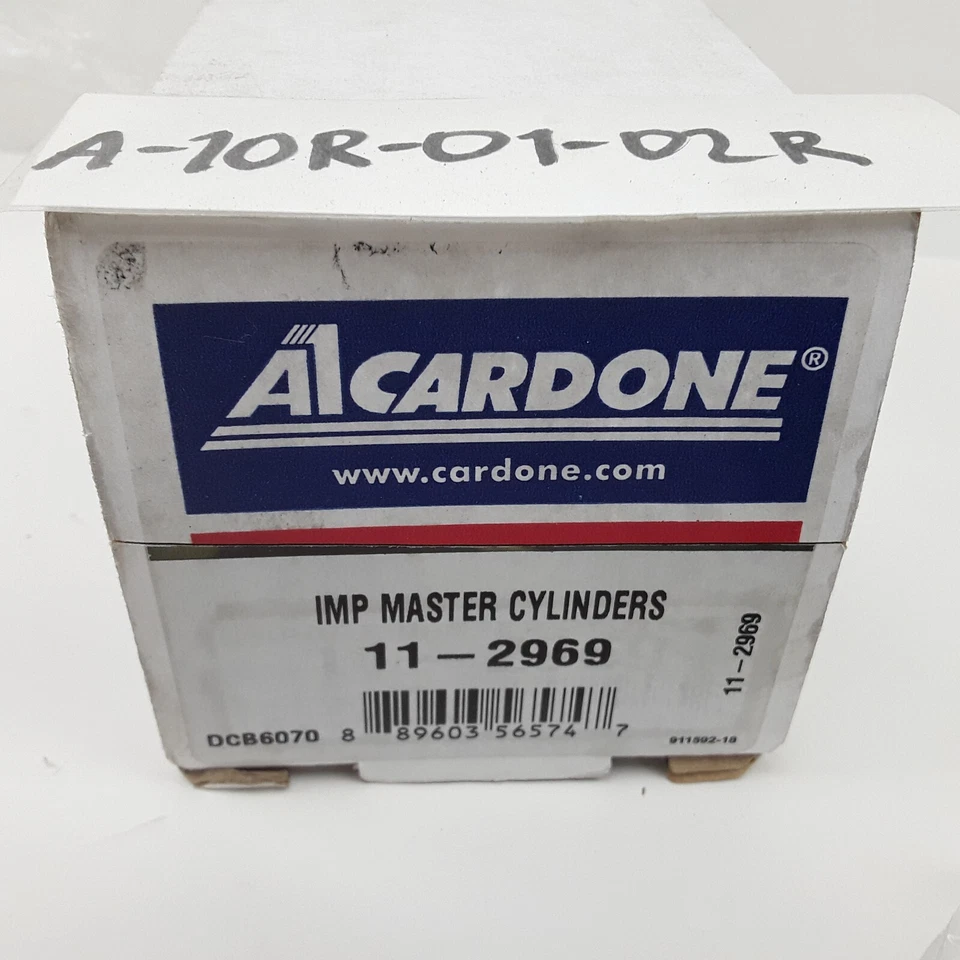 A-10R-01-02R
A1CARDONE®
www.cardone.com
IMP MASTER CYLINDERS
11-2969
11-2969
DCB6070 8 89603 56574 7
911592-18